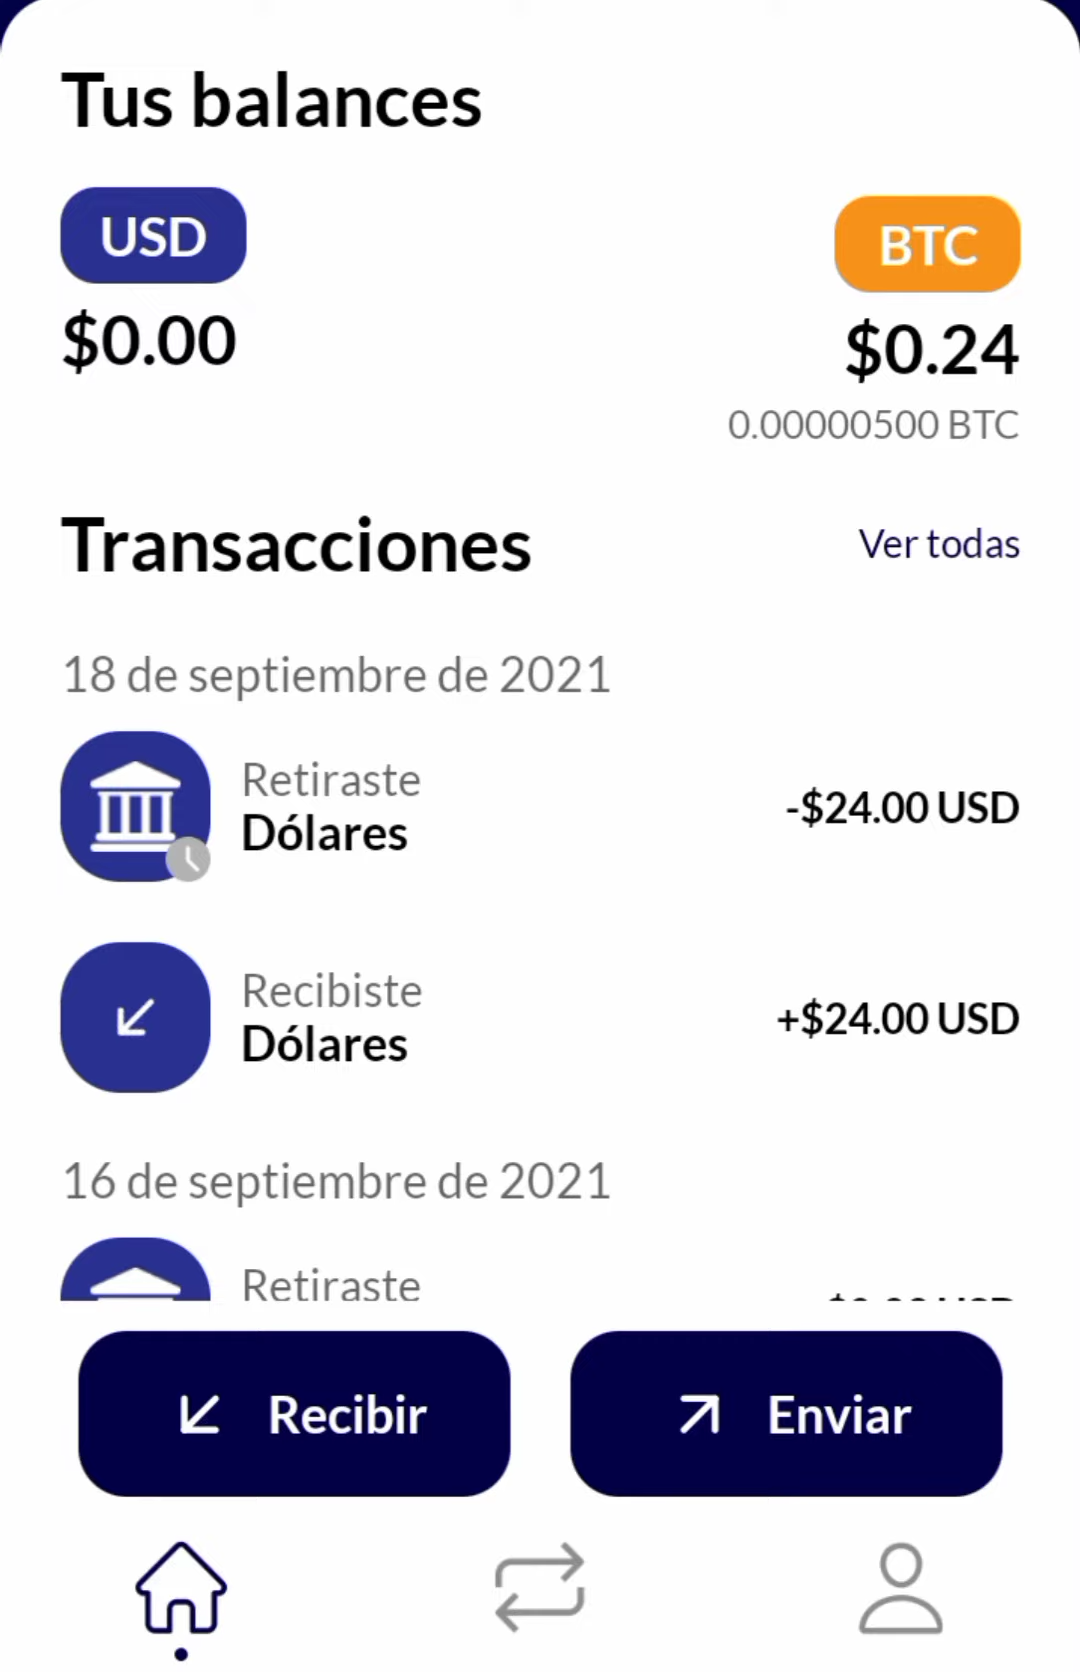 Tus balances
USD
BTC
$0.00
$0.24
0.00000500 BTC
Transacciones
Ver todas
18 de septiembre de 2021
Retiraste
Dólares
-$24.00 USD
Recibiste
Dólares
+$24.00 USD
16 de septiembre de 2021
Retiraste
Recibir
Enviar